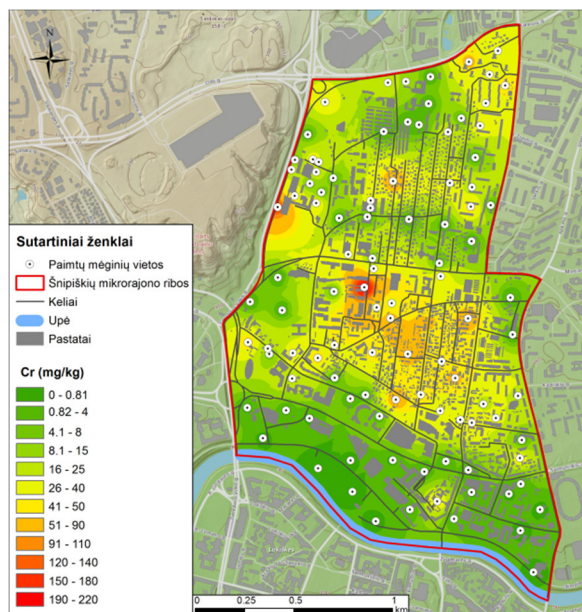 N
Sutartiniai ženklai
Paimtų mėginių vietos
Šnipiškių mikrorajono ribos
Keliai
Upė
Pastatai
Cr (mg/kg)
0 - 0.81
0.82 - 4
4.1 - 8
8.1 - 15
16 - 25
26 - 40
41 - 50
51 - 90
91 - 110
120 - 140
150 - 180
190 - 220
0 0.25 0.5 1
km